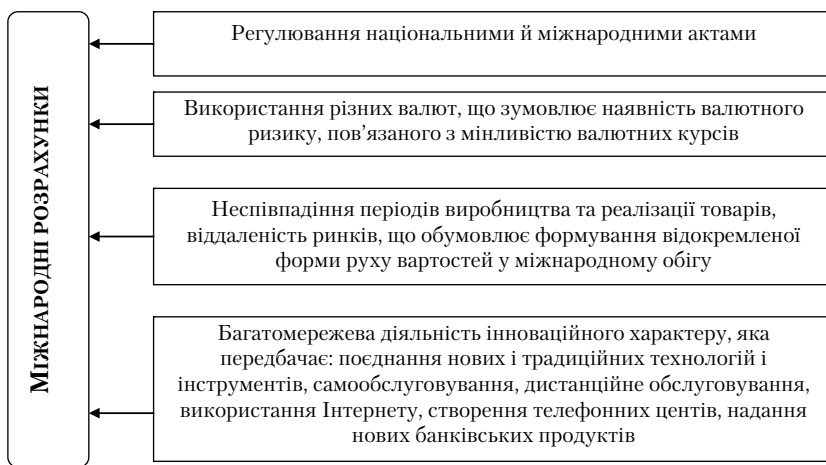 МІЖНАРОДНІ РОЗРАХУНКИ
Регулювання національними й міжнародними актами
Використання різних валют, що зумовлює наявність валютного
ризику, пов’язаного з мінливістю валютних курсів
Неспівпадіння періодів виробництва та реалізації товарів,
віддаленість ринків, що обумовлює формування відокремленої
форми руху вартостей у міжнародному обігу
Багатомережева діяльність інноваційного характеру, яка
передбачає: поєднання нових і традиційних технологій і
інструментів, самообслуговування, дистанційне обслуговування,
використання Інтернету, створення телефонних центів, надання
нових банківських продуктів